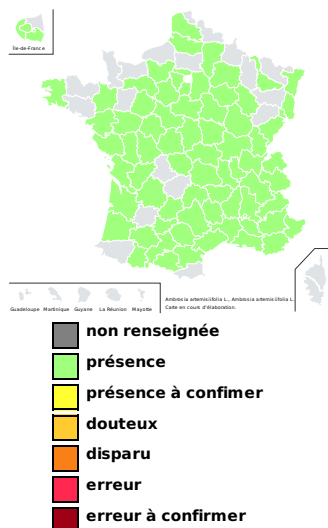 Île-de-France
Guadeloupe Martinique Guyane La Réunion Mayotte
Ambrosia artemisiifolia L., Ambrosia artemisiifolia L.
Carte en cours d'élaboration.
non renseignée
présence
présence à confimer
douteux
disparu
erreur
erreur à confirmer